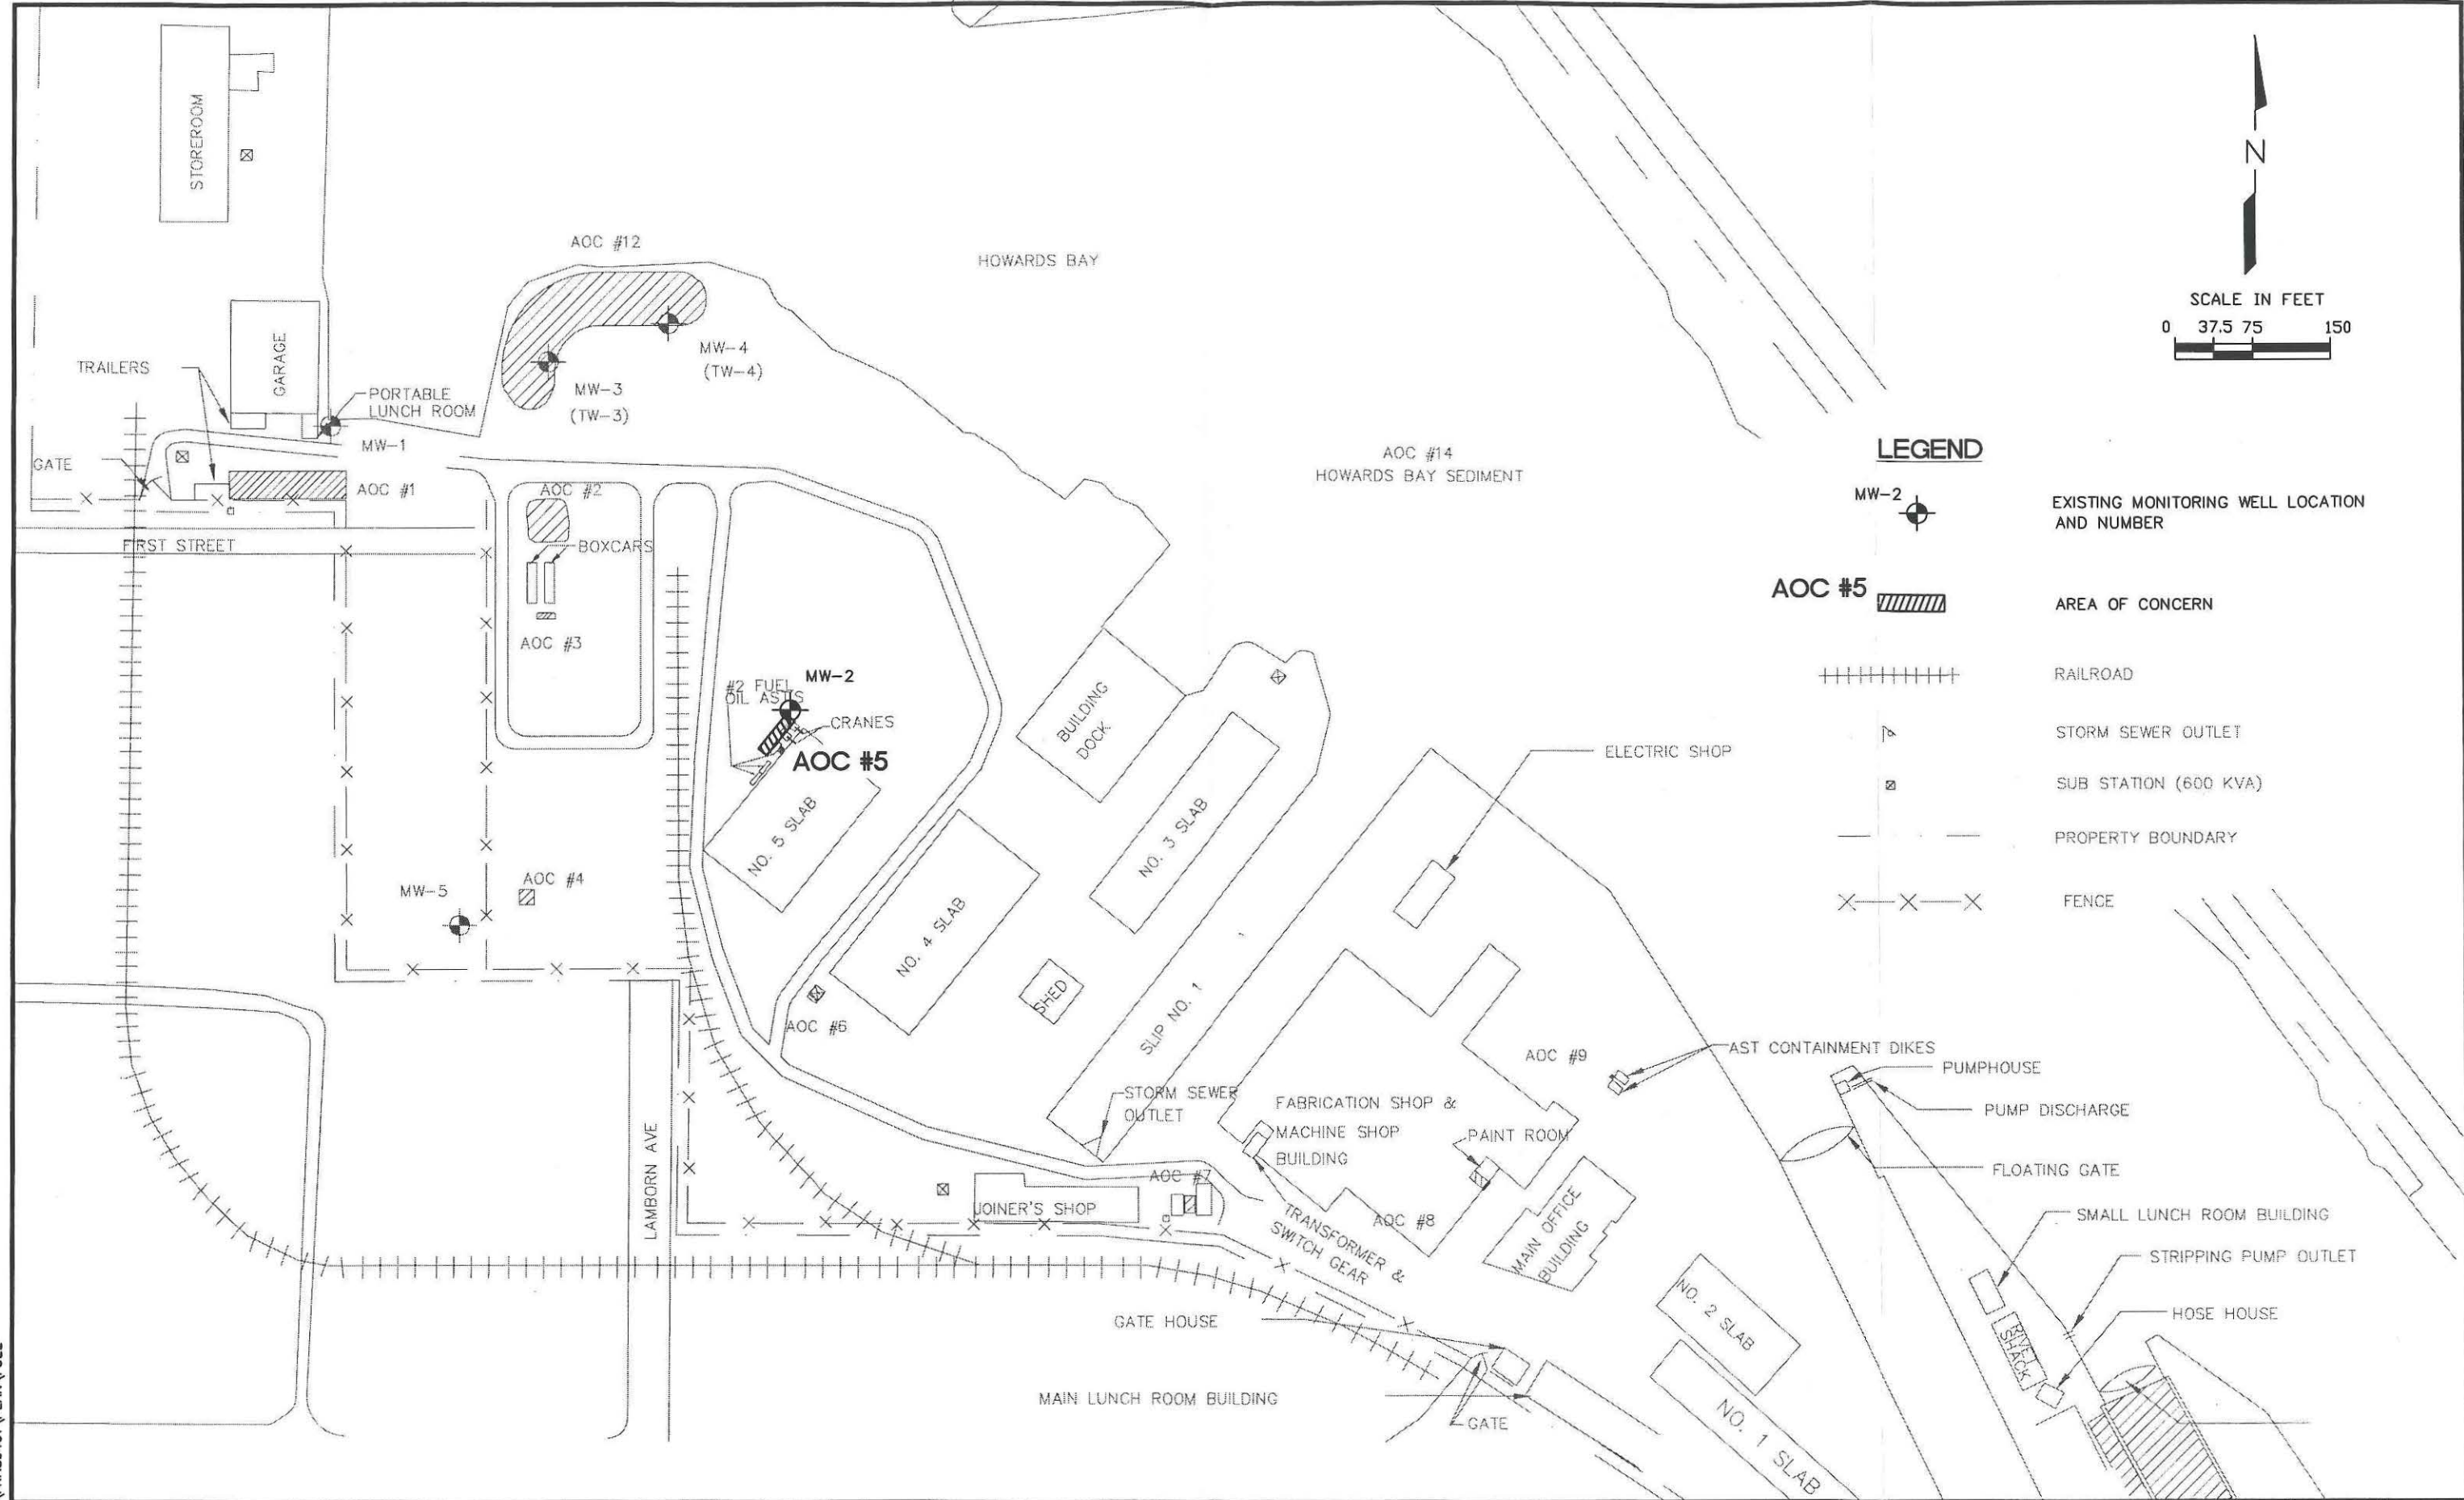 STOREROOM
AOC #12
HOWARDS BAY
N
SCALE IN FEET
0 37.5 75 150
TRAILERS
GARAGE
PORTABLE
LUNCH ROOM
MW-4
(TW-4)
MW-3
(TW-3)
MW-1
GATE
AOC #1
AOC #2
AOC #14
HOWARDS BAY SEDIMENT
FIRST STREET
BOXCARS
AOC #3
LEGEND
MW-2
EXISTING MONITORING WELL LOCATION
AND NUMBER
AOC #5
AREA OF CONCERN
RAILROAD
STORM SEWER OUTLET
SUB STATION (600 KVA)
PROPERTY BOUNDARY
FENCE
#2 FUEL
OIL ASTS
MW-2
CRANES
AOC #5
BUILDING
DOCK
ELECTRIC SHOP
NO. 5 SLAB
NO. 3 SLAB
MW-5
AOC #4
NO. 4 SLAB
SHED
SLIP NO. 1
AOC #6
AOC #9
AST CONTAINMENT DIKES
PUMPHOUSE
PUMP DISCHARGE
FLOATING GATE
STORM SEWER
OUTLET
FABRICATION SHOP &
MACHINE SHOP
BUILDING
PAINT ROOM
LAMBORN AVE
JOINER'S SHOP
AOC #7
TRANSFORMER &
SWITCH GEAR
AOC #8
MAIN OFFICE
BUILDING
SMALL LUNCH ROOM BUILDING
STRIPPING PUMP OUTLET
HOSE HOUSE
RIVET
SHACK
GATE HOUSE
NO. 2 SLAB
MAIN LUNCH ROOM BUILDING
GATE
NO. 1 SLAB